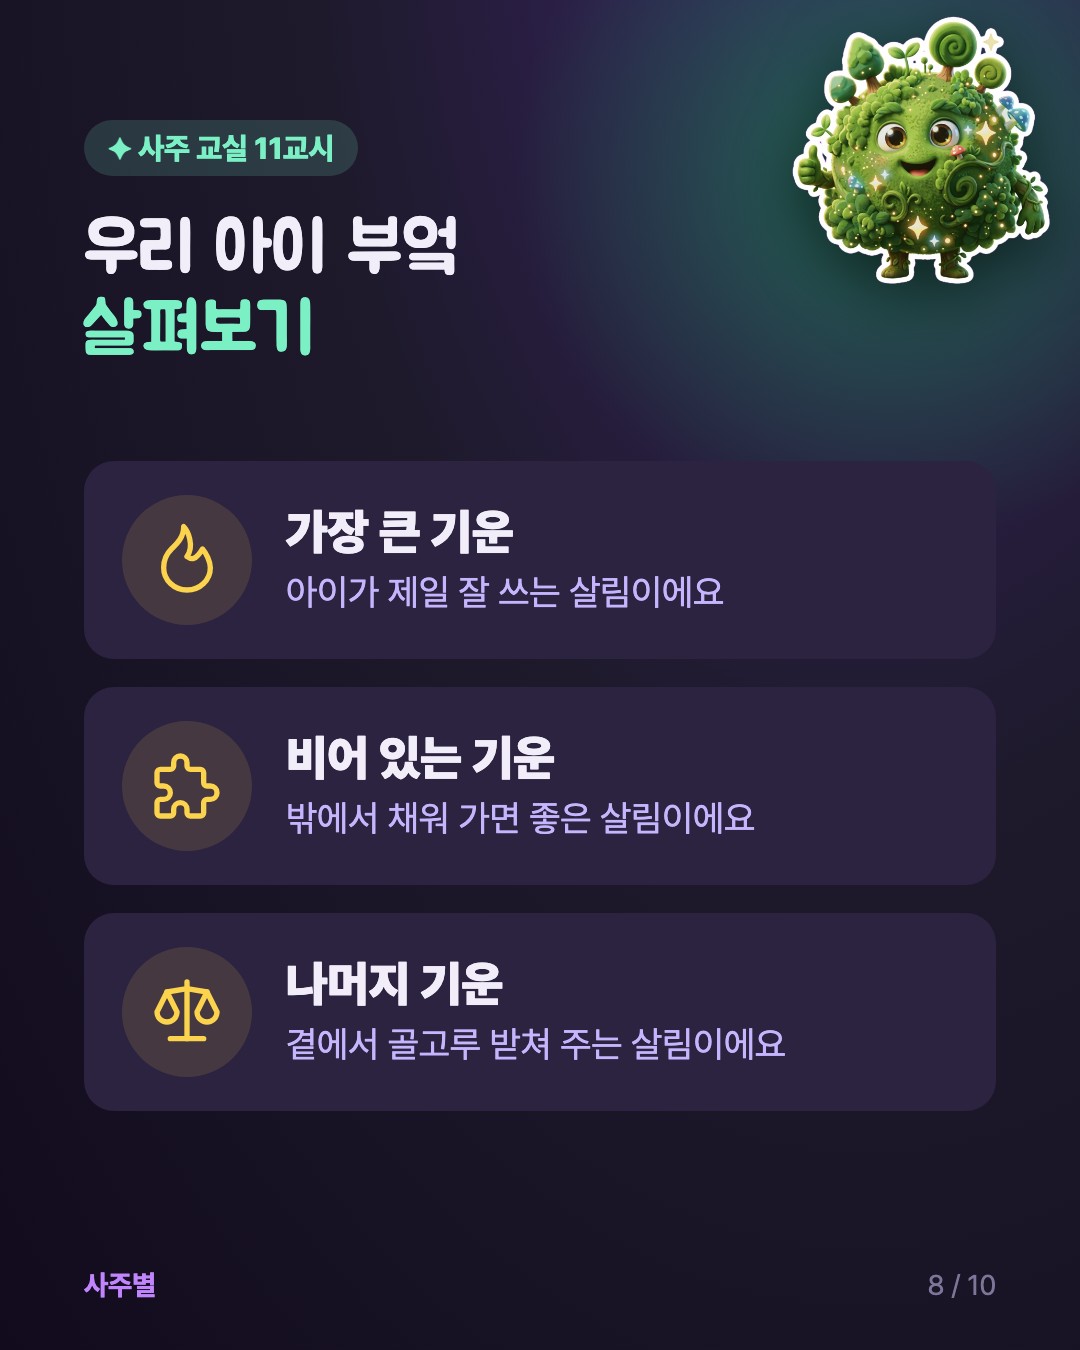 ✦ 사주 교실 11교시
우리 아이 부엌
살펴보기
가장 큰 기운
아이가 제일 잘 쓰는 살림이에요
비어 있는 기운
밖에서 채워 가면 좋은 살림이에요
나머지 기운
곁에서 골고루 받쳐 주는 살림이에요
사주별
8 / 10